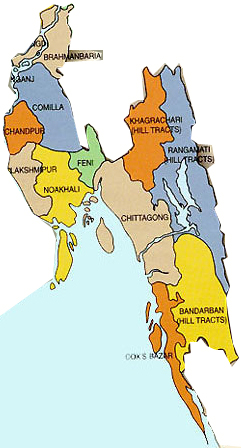 BRAHMANBARIA
COMILLA
CHANDPUR
KHAGRACHARI
(HILL TRACTS)
RANGAMATI
(HILL TRACTS)
FENI
LAKSHMIPUR
NOAKHALI
CHITTAGONG
BANDARBAN
(HILL TRACTS)
COX'S BAZAR